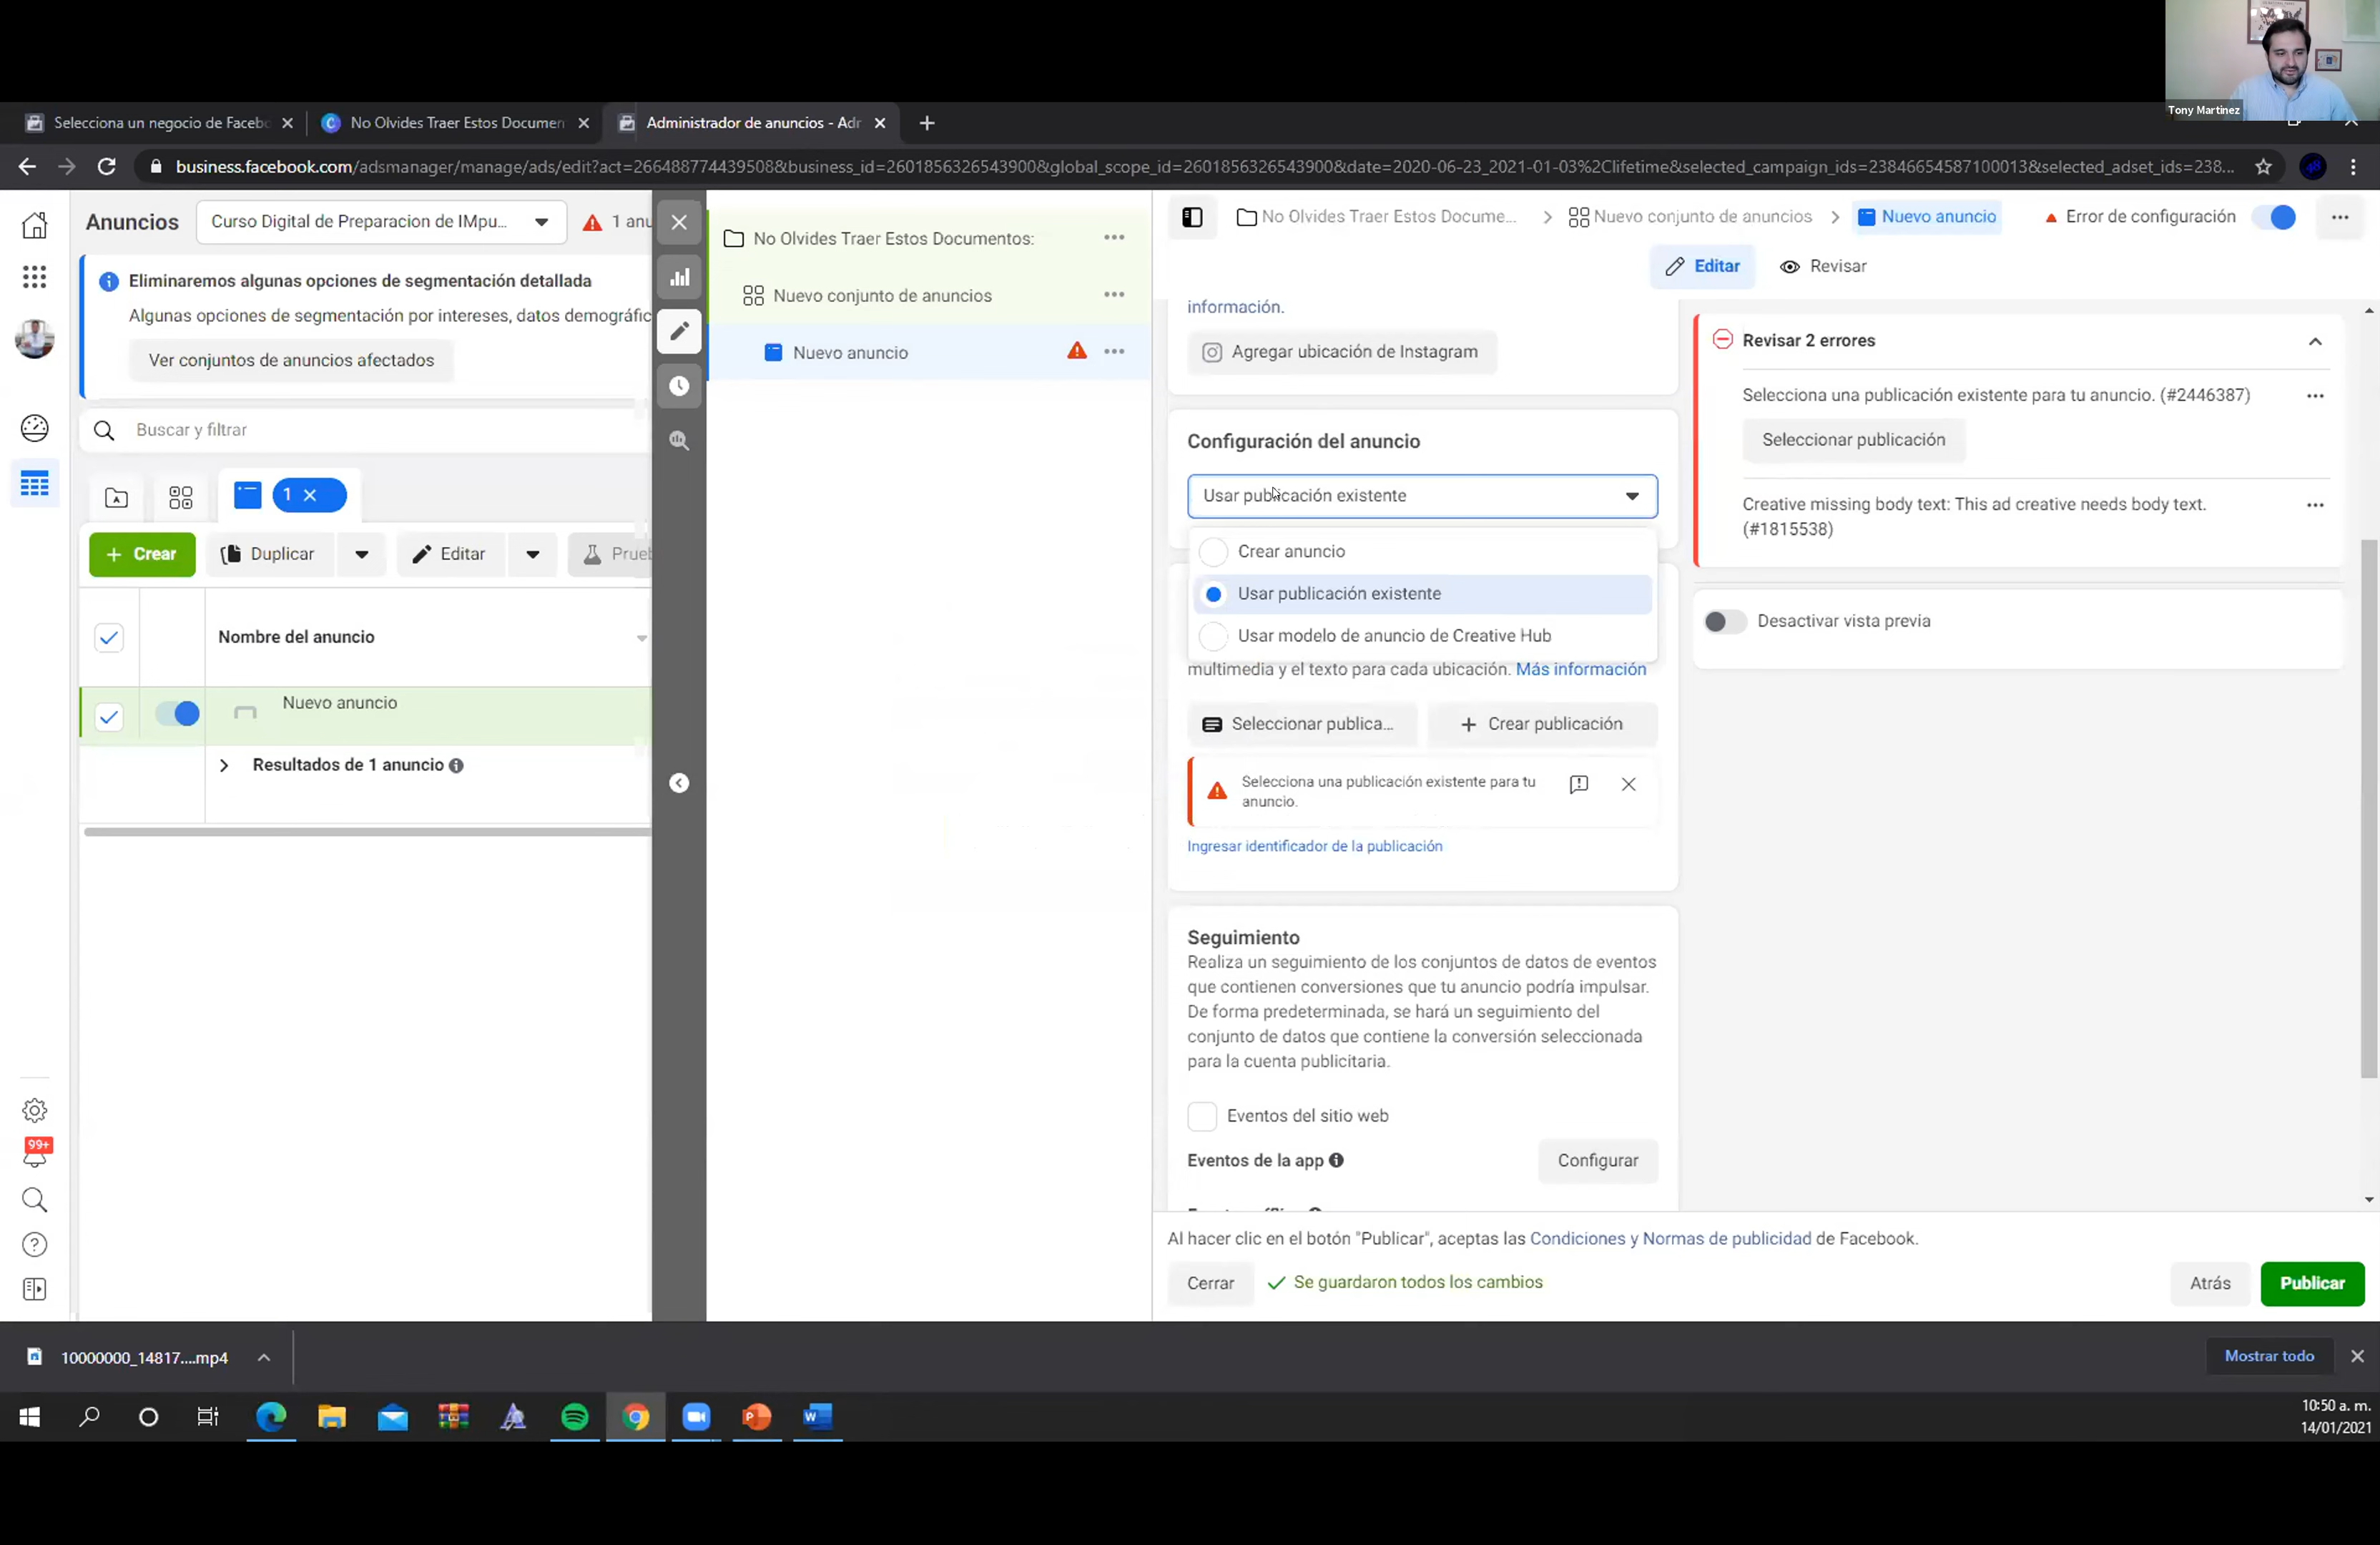 Tony Martinez
Selecciona un negocio de Facebo
No Olvides Traer Estos Documen
Administrador de anuncios - Adr
business.facebook.com/adsmanager/manage/ads/edit?act=266488774439508&business_id=2601856326543900&global_scope_id=2601856326543900&date=2020-06-23_2021-01-03%2Clifetime&selected_campaign_ids=23846654587100013&selected_adset_ids=238...
Anuncios
Curso Digital de Preparacion de IMpu...
1 anu
Eliminaremos algunas opciones de segmentación detallada
Algunas opciones de segmentación por intereses, datos demográfic
Ver conjuntos de anuncios afectados
Buscar y filtrar
1
+ Crear
Duplicar
Editar
Prueb
Nombre del anuncio
Nuevo anuncio
Resultados de 1 anuncio
99+
No Olvides Traer Estos Documentos:
Nuevo conjunto de anuncios
Nuevo anuncio
No Olvides Traer Estos Docume...
Nuevo conjunto de anuncios
Nuevo anuncio
Error de configuración
Editar
Revisar
información.
Agregar ubicación de Instagram
Configuración del anuncio
Usar publicación existente
Crear anuncio
Usar publicación existente
Usar modelo de anuncio de Creative Hub
multimedia y el texto para cada ubicación. Más información
Seleccionar publica...
+ Crear publicación
Selecciona una publicación existente para tu
anuncio.
Ingresar identificador de la publicación
Seguimiento
Realiza un seguimiento de los conjuntos de datos de eventos
que contienen conversiones que tu anuncio podría impulsar.
De forma predeterminada, se hará un seguimiento del
conjunto de datos que contiene la conversión seleccionada
para la cuenta publicitaria.
Eventos del sitio web
Eventos de la app
Configurar
Revisar 2 errores
Selecciona una publicación existente para tu anuncio. (#2446387)
Seleccionar publicación
Creative missing body text: This ad creative needs body text.
(#1815538)
Desactivar vista previa
Al hacer clic en el botón "Publicar", aceptas las Condiciones y Normas de publicidad de Facebook.
Cerrar
Se guardaron todos los cambios
Atrás
Publicar
10000000_14817....mp4
Mostrar todo
10:50 a. m.
14/01/2021